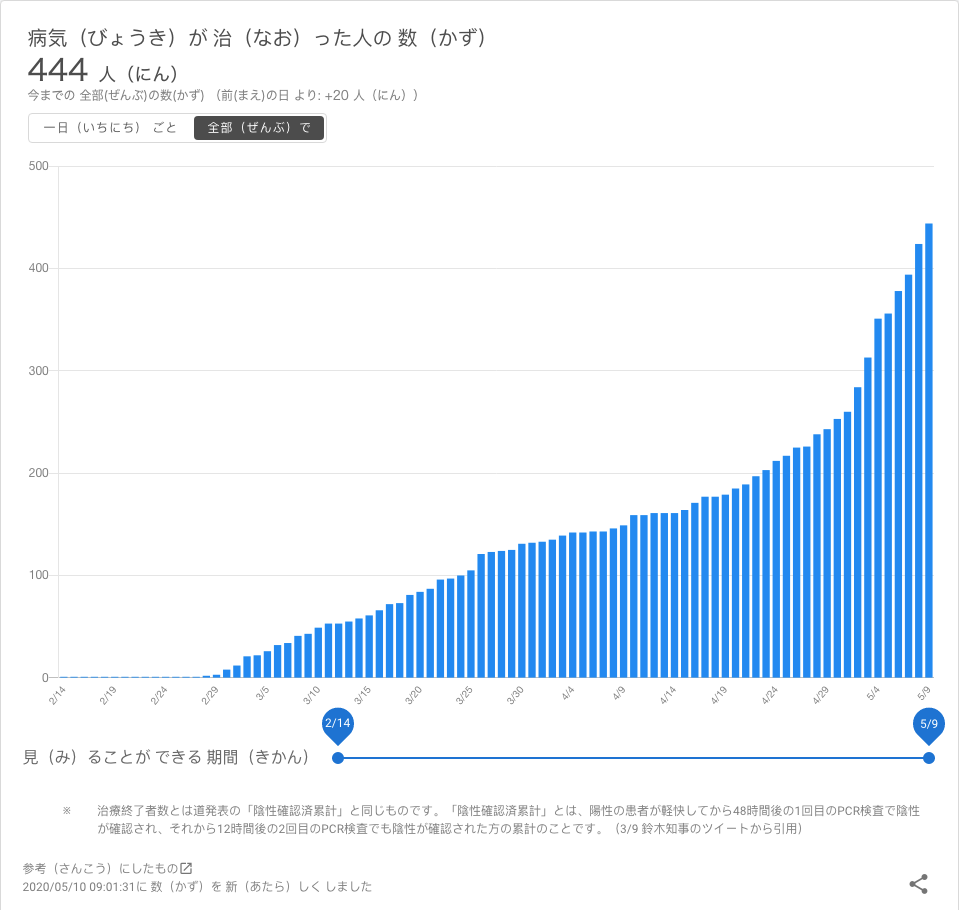 病気（びょうき）が 治（なお）った人の 数（かず）
444 人（にん）
今までの 全部(ぜんぶ)の数(かず) （前(まえ)の日 より: +20 人（にん））
一日（いちにち） ごと 全部（ぜんぶ）で
500
400
300
200
100
0
2/14 2/19 2/24 2/29 3/5 3/10 3/15 3/20 3/25 3/30 4/4 4/9 4/14 4/19 4/24 4/29 5/4 5/9
2/14 5/9
見（み）ることが できる 期間（きかん）
※ 治療終了者数とは道発表の「陰性確認済累計」と同じものです。「陰性確認済累計」とは、陽性の患者が軽快してから48時間後の1回目のPCR検査で陰性
が確認され、それから12時間後の2回目のPCR検査でも陰性が確認された方の累計のことです。（3/9 鈴木知事のツイートから引用）
参考（さんこう）にしたもの
2020/05/10 09:01:31に 数（かず）を 新（あたら）しく しました